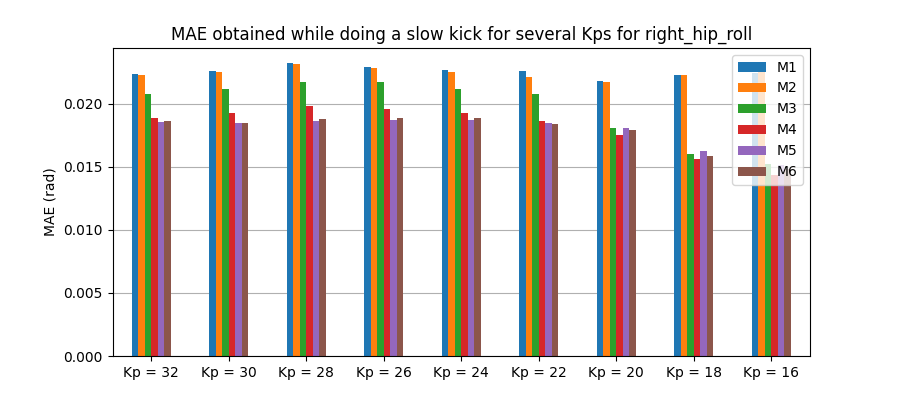 MAE obtained while doing a slow kick for several Kps for right_hip_roll
M1
M2
M3
M4
M5
M6
MAE (rad)
0.020
0.015
0.010
0.005
0.000
Kp = 32
Kp = 30
Kp = 28
Kp = 26
Kp = 24
Kp = 22
Kp = 20
Kp = 18
Kp = 16